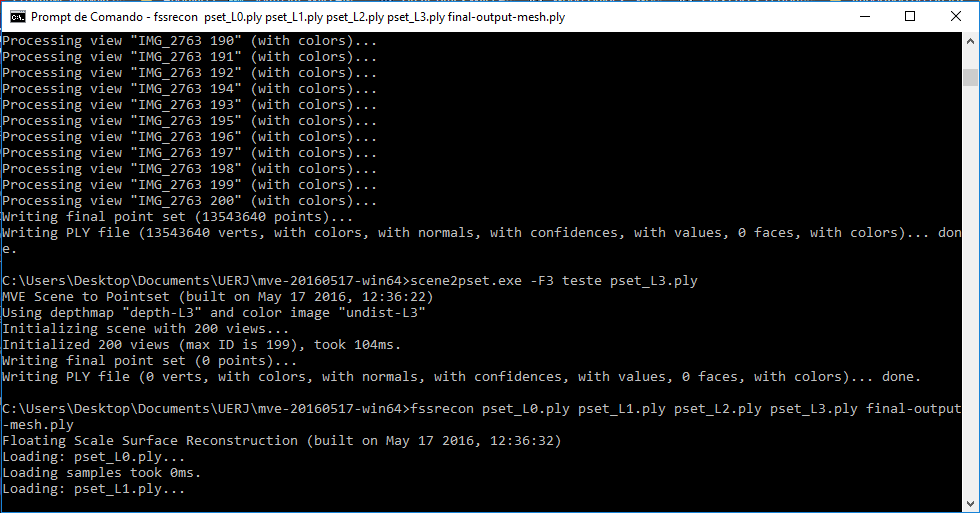 Prompt de Comando - fssrecon  pset_L0.ply pset_L1.ply pset_L2.ply pset_L3.ply final-output-mesh.ply
Processing view "IMG_2763 190" (with colors)...
Processing view "IMG_2763 191" (with colors)...
Processing view "IMG_2763 192" (with colors)...
Processing view "IMG_2763 194" (with colors)...
Processing view "IMG_2763 193" (with colors)...
Processing view "IMG_2763 195" (with colors)...
Processing view "IMG_2763 196" (with colors)...
Processing view "IMG_2763 197" (with colors)...
Processing view "IMG_2763 198" (with colors)...
Processing view "IMG_2763 199" (with colors)...
Processing view "IMG_2763 200" (with colors)...
Writing final point set (13543640 points)...
Writing PLY file (13543640 verts, with colors, with normals, with confidences, with values, 0 faces, with colors)... don
e.
C:\Users\Desktop\Documents\UERJ\mve-20160517-win64>scene2pset.exe -F3 teste pset_L3.ply
MVE Scene to Pointset (built on May 17 2016, 12:36:22)
Using depthmap "depth-L3" and color image "undist-L3"
Initializing scene with 200 views...
Initialized 200 views (max ID is 199), took 104ms.
Writing final point set (0 points)...
Writing PLY file (0 verts, with colors, with normals, with confidences, with values, 0 faces, with colors)... done.
C:\Users\Desktop\Documents\UERJ\mve-20160517-win64>fssrecon pset_L0.ply pset_L1.ply pset_L2.ply pset_L3.ply final-output
-mesh.ply
Floating Scale Surface Reconstruction (built on May 17 2016, 12:36:32)
Loading: pset_L0.ply...
Loading samples took 0ms.
Loading: pset_L1.ply...